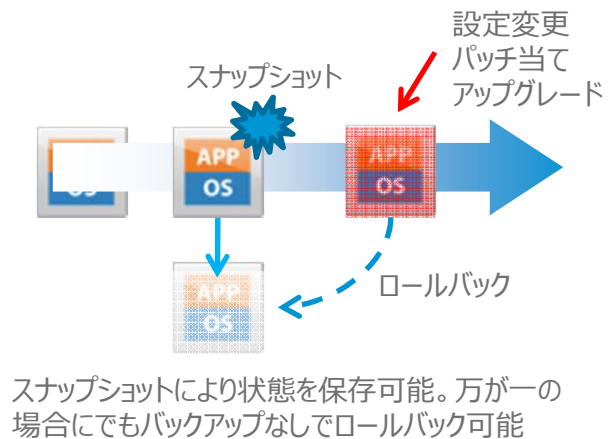 設定変更
パッチ当て
アップグレード
スナップショット
OS
APP
OS
APP
OS
APP
OS
ロールバック
スナップショットにより状態を保存可能。万が一の
場合にでもバックアップなしでロールバック可能